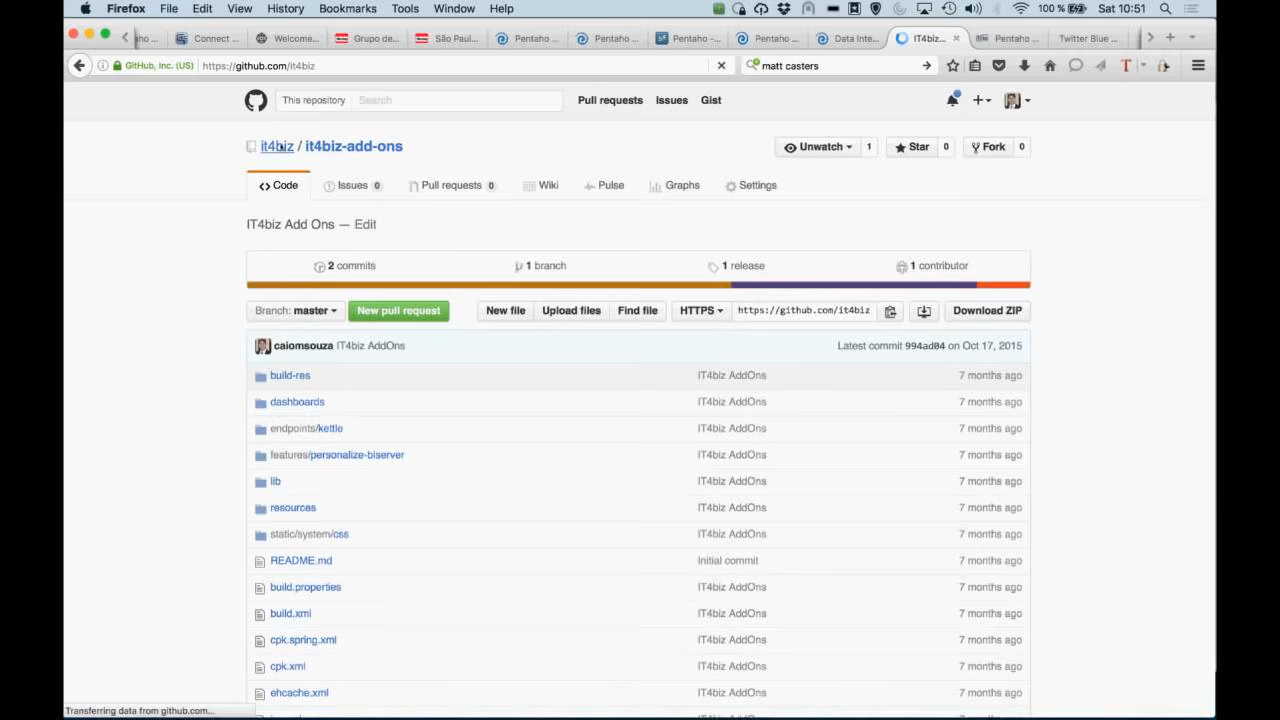 Firefox File Edit View History Bookmarks Tools Window Help 100 % Sat 10:51
ho ... Connect ... Welcome... Grupo de... São Paul... Pentaho ... Pentaho ... Pentaho -... Pentaho ... Data Inte... IT4biz... Pentaho ... Twitter Blue ...
GitHub, Inc. (US) https://github.com/it4biz matt casters
This repository Search Pull requests Issues Gist
it4biz / it4biz-add-ons Unwatch 1 Star 0 Fork 0
Code Issues 0 Pull requests 0 Wiki Pulse Graphs Settings
IT4biz Add Ons — Edit
2 commits 1 branch 1 release 1 contributor
Branch: master New pull request New file Upload files Find file HTTPS https://github.com/it4biz Download ZIP
caiomsouza IT4biz AddOns Latest commit 994ad04 on Oct 17, 2015
build-res IT4biz AddOns 7 months ago
dashboards IT4biz AddOns 7 months ago
endpoints/kettle IT4biz AddOns 7 months ago
features/personalize-biserver IT4biz AddOns 7 months ago
lib IT4biz AddOns 7 months ago
resources IT4biz AddOns 7 months ago
static/system/css IT4biz AddOns 7 months ago
README.md Initial commit 7 months ago
build.properties IT4biz AddOns 7 months ago
build.xml IT4biz AddOns 7 months ago
cpk.spring.xml IT4biz AddOns 7 months ago
cpk.xml IT4biz AddOns 7 months ago
ehcache.xml IT4biz AddOns 7 months ago
Transferring data from github.com...